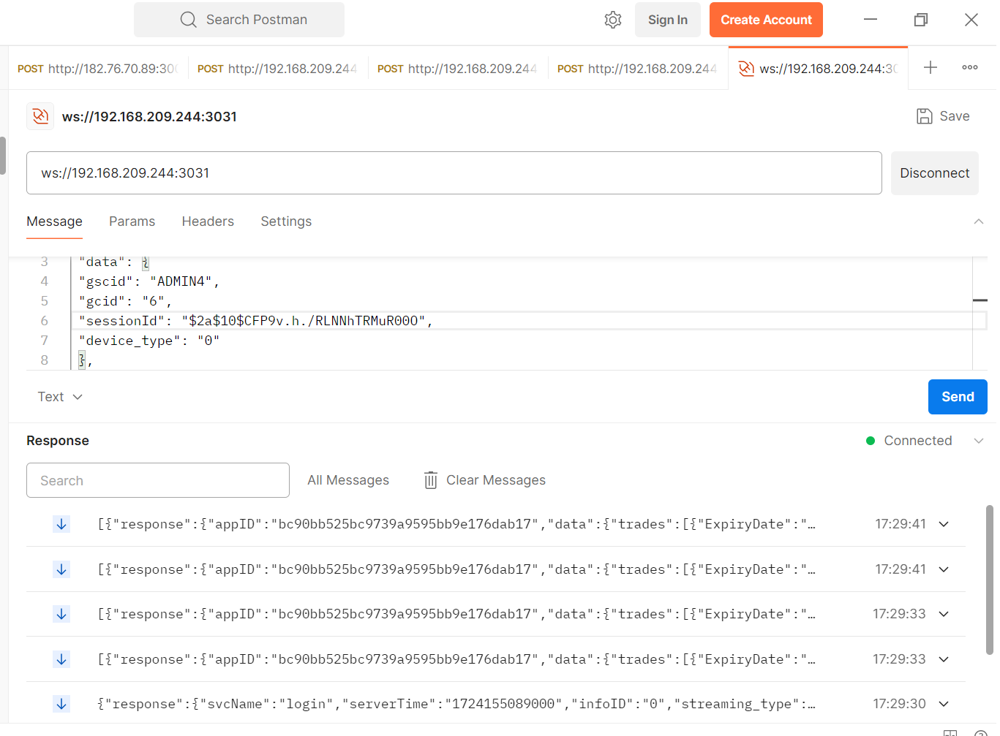 Search Postman
Sign In
Create Account
POST http://182.76.70.89:300
POST http://192.168.209.244
POST http://192.168.209.244
POST http://192.168.209.244
ws://192.168.209.244:30
ws://192.168.209.244:3031
Save
ws://192.168.209.244:3031
Disconnect
Message Params Headers Settings
3 "data": {
4 "gscid": "ADMIN4",
5 "gcid": "6",
6 "sessionId": "$2a$10$CFP9v.h./RLNNhTRMuR00O",
7 "device_type": "0"
8 },
Text
Send
Response
Connected
Search
All Messages
Clear Messages
[{"response":{"appID":"bc90bb525bc9739a9595bb9e176dab17","data":{"trades":[{"ExpiryDate":"… 17:29:41
[{"response":{"appID":"bc90bb525bc9739a9595bb9e176dab17","data":{"trades":[{"ExpiryDate":"… 17:29:41
[{"response":{"appID":"bc90bb525bc9739a9595bb9e176dab17","data":{"trades":[{"ExpiryDate":"… 17:29:33
[{"response":{"appID":"bc90bb525bc9739a9595bb9e176dab17","data":{"trades":[{"ExpiryDate":"… 17:29:33
{"response":{"svcName":"login","serverTime":"1724155089000","infoID":"0","streaming_type":… 17:29:30